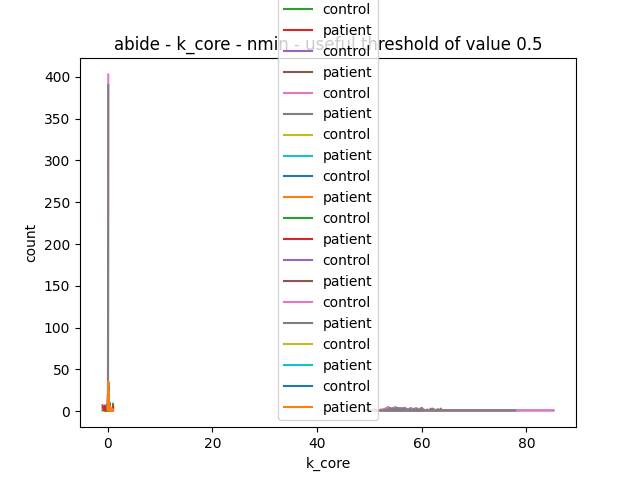 abide - k_core - nmin - useful threshold of value 0.5
control
patient
control
patient
control
patient
control
patient
control
patient
control
patient
control
patient
control
patient
control
patient
control
patient
count
400
350
300
250
200
150
100
50
0
0
20
40
60
80
k_core